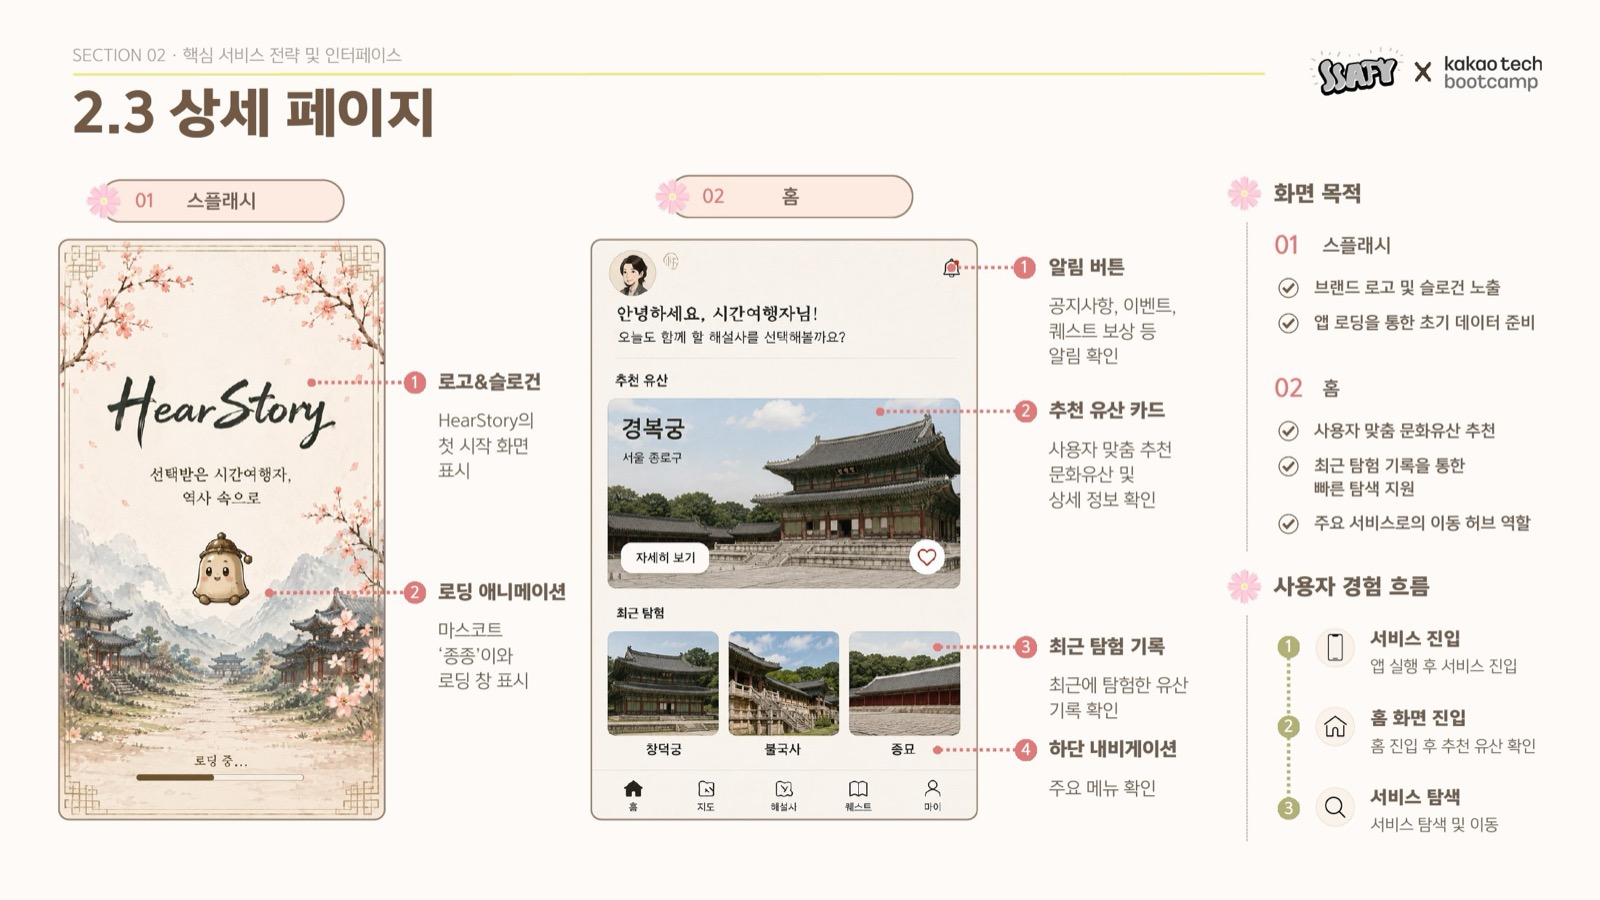 SECTION 02 · 핵심 서비스 전략 및 인터페이스
2.3 상세 페이지
SSAFY X kakao tech bootcamp
01 스플래시
HearStory
선택받은 시간여행자,
역사 속으로
로딩 중...
1 로고&슬로건
HearStory의
첫 시작 화면
표시
2 로딩 애니메이션
마스코트
‘종종’이와
로딩 창 표시
02 홈
안녕하세요, 시간여행자님!
오늘도 함께 할 해설사를 선택해볼까요?
추천 유산
경복궁
서울 종로구
자세히 보기
최근 탐험
창덕궁 불국사 종묘
홈 지도 해설사 퀘스트 마이
1 알림 버튼
공지사항, 이벤트,
퀘스트 보상 등
알림 확인
2 추천 유산 카드
사용자 맞춤 추천
문화유산 및
상세 정보 확인
3 최근 탐험 기록
최근에 탐험한 유산
기록 확인
4 하단 내비게이션
주요 메뉴 확인
화면 목적
01 스플래시
브랜드 로고 및 슬로건 노출
앱 로딩을 통한 초기 데이터 준비
02 홈
사용자 맞춤 문화유산 추천
최근 탐험 기록을 통한
빠른 탐색 지원
주요 서비스로의 이동 허브 역할
사용자 경험 흐름
1 서비스 진입
앱 실행 후 서비스 진입
2 홈 화면 진입
홈 진입 후 추천 유산 확인
3 서비스 탐색
서비스 탐색 및 이동